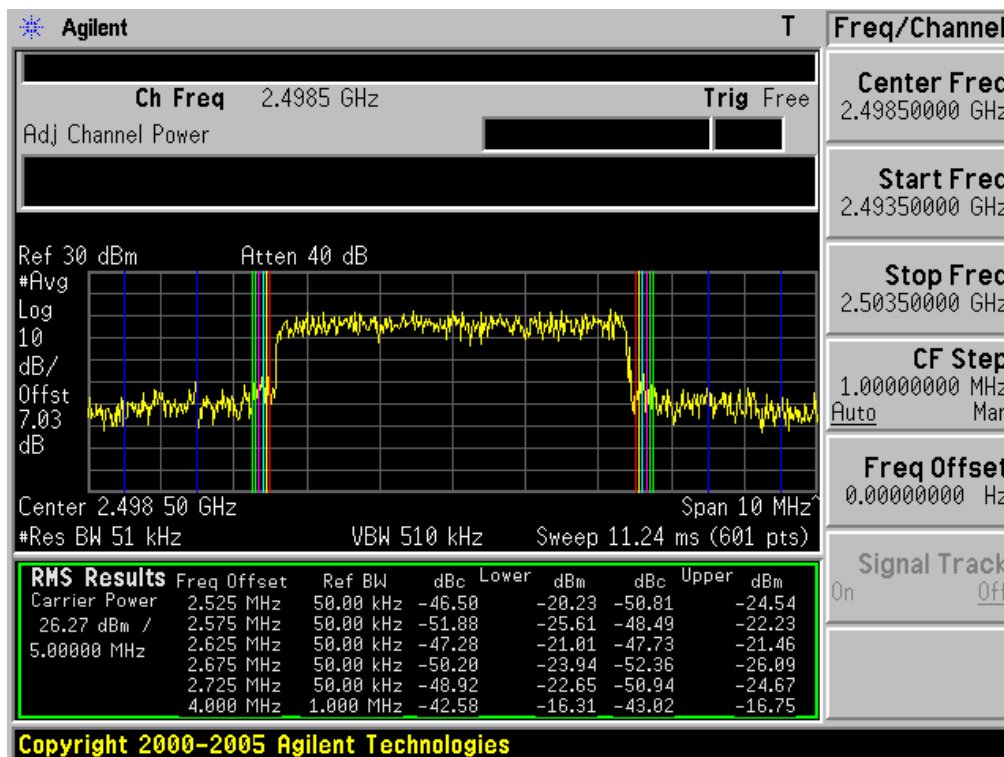 Agilent T Freq/Channel
Ch Freq 2.4985 GHz Trig Free
Adj Channel Power
Center Freq
2.49850000 GHz
Start Freq
2.49350000 GHz
Stop Freq
2.50350000 GHz
CF Step
1.00000000 MHz
Auto Man
Freq Offset
0.00000000 Hz
Signal Track
On Off
Ref 30 dBm Atten 40 dB
#Avg
Log
10
dB/
Offst
7.03
dB
Center 2.498 50 GHz Span 10 MHz^
#Res BW 51 kHz VBW 510 kHz Sweep 11.24 ms (601 pts)
RMS Results Freq Offset Ref BW dBc Lower dBm dBc Upper dBm
Carrier Power 2.525 MHz 50.00 kHz -46.50 -20.23 -50.81 -24.54
26.27 dBm / 2.575 MHz 50.00 kHz -51.88 -25.61 -48.49 -22.23
5.00000 MHz 2.625 MHz 50.00 kHz -47.28 -21.01 -47.73 -21.46
2.675 MHz 50.00 kHz -50.20 -23.94 -52.36 -26.09
2.725 MHz 50.00 kHz -48.92 -22.65 -50.94 -24.67
4.000 MHz 1.000 MHz -42.58 -16.31 -43.02 -16.75
Copyright 2000-2005 Agilent Technologies